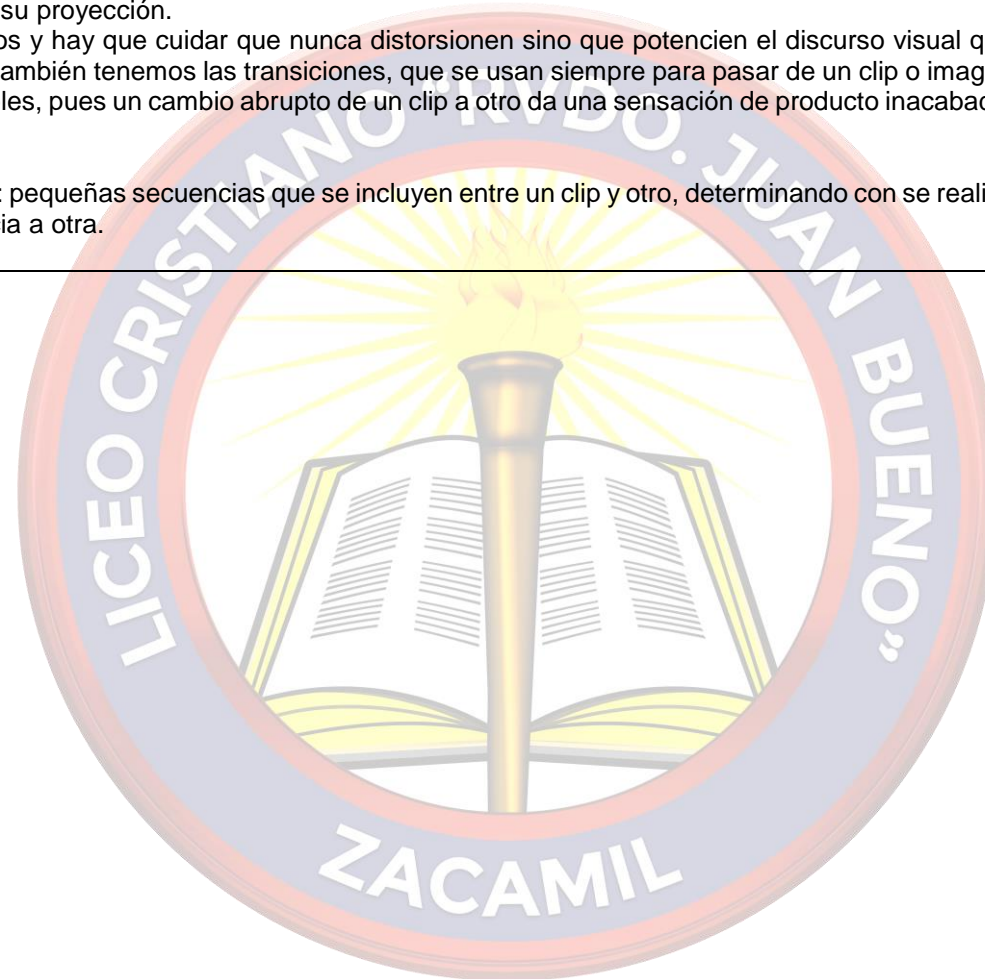 su proyección.
os y hay que cuidar que nunca distorsionen sino que potencien el discurso visual q
ambién tenemos las transiciones, que se usan siempre para pasar de un clip o imag
les, pues un cambio abrupto de un clip a otro da una sensación de producto inacabad
: pequeñas secuencias que se incluyen entre un clip y otro, determinando con se reali
ia a otra.
LICEO CRISTIANO "RVDO. JUAN BUENO"
ZACAMIL